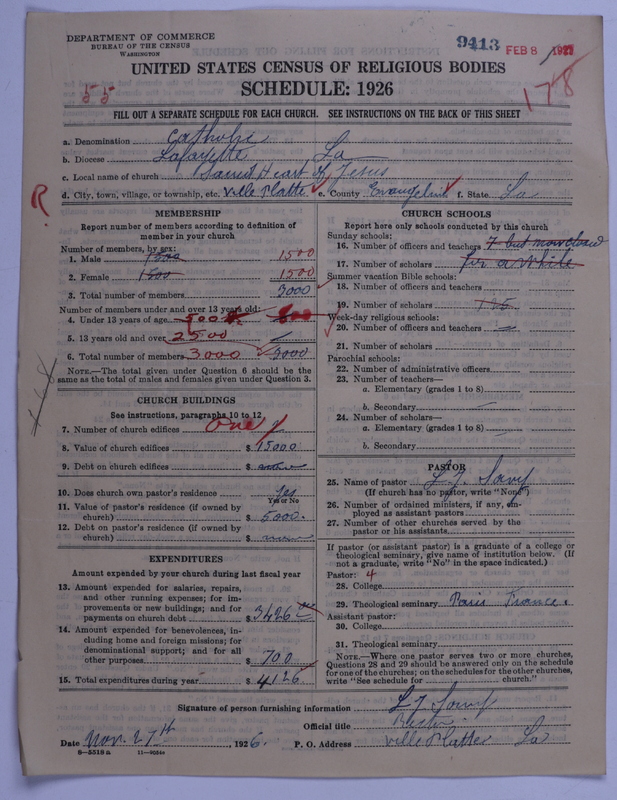 DEPARTMENT OF COMMERCE
BUREAU OF THE CENSUS
WASHINGTON
9413 FEB 8 1927
55
178
UNITED STATES CENSUS OF RELIGIOUS BODIES
SCHEDULE: 1926
FILL OUT A SEPARATE SCHEDULE FOR EACH CHURCH. SEE INSTRUCTIONS ON THE BACK OF THIS SHEET
a. Denomination Catholic
b. Diocese Lafayette La
c. Local name of church Sacred Heart of Jesus
d. City, town, village, or township, etc. Ville Platte e. County Evangeline f. State La
R
MEMBERSHIP
Report number of members according to definition of member in your church
Number of members, by sex:
1. Male 1500 1500
2. Female 1500 1500
3. Total number of members 3000
Number of members under and over 13 years old:
4. Under 13 years of age 500
5. 13 years old and over 2500
6. Total number of members 3000 3000
NOTE.—The total given under Question 6 should be the
same as the total of males and females given under Question 3.
CHURCH BUILDINGS
See instructions, paragraphs 10 to 12
7. Number of church edifices One
8. Value of church edifices $ 15000
9. Debt on church edifices $
10. Does church own pastor's residence Yes
Yes or No
11. Value of pastor's residence (if owned by
church) $ 5000.
12. Debt on pastor's residence (if owned by
church) $
EXPENDITURES
Amount expended by your church during last fiscal year
13. Amount expended for salaries, repairs,
and other running expenses; for im-
provements or new buildings; and for
payments on church debt $ 3426 00
14. Amount expended for benevolences, in-
cluding home and foreign missions; for
denominational support; and for all
other purposes $ 700
15. Total expenditures during year $ 4126
CHURCH SCHOOLS
Report here only schools conducted by this church
Sunday schools:
16. Number of officers and teachers 7 but now closed
17. Number of scholars for a while
Summer vacation Bible schools:
18. Number of officers and teachers
19. Number of scholars
Week-day religious schools:
20. Number of officers and teachers
21. Number of scholars
Parochial schools:
22. Number of administrative officers
23. Number of teachers—
a. Elementary (grades 1 to 8)
b. Secondary
24. Number of scholars—
a. Elementary (grades 1 to 8)
b. Secondary
PASTOR
25. Name of pastor
(If church has no pastor, write "None")
26. Number of ordained ministers, if any, em-
ployed as assistant pastors
27. Number of other churches served by the
pastor or his assistants
If pastor (or assistant pastor) is a graduate of a college or
theological seminary, give name of institution below. (If
not a graduate, write "No" in the space indicated.)
Pastor: 4
28. College
29. Theological seminary Paris France.
Assistant pastor:
30. College
31. Theological seminary
NOTE.—Where one pastor serves two or more churches,
Questions 28 and 29 should be answered only on the schedule
for one of the churches; on the schedules for the other churches,
write "See schedule for church."
Signature of person furnishing information
Official title
Date Nov. 27th, 1926. P. O. Address Ville Platte La
8—5519 a 11—9054